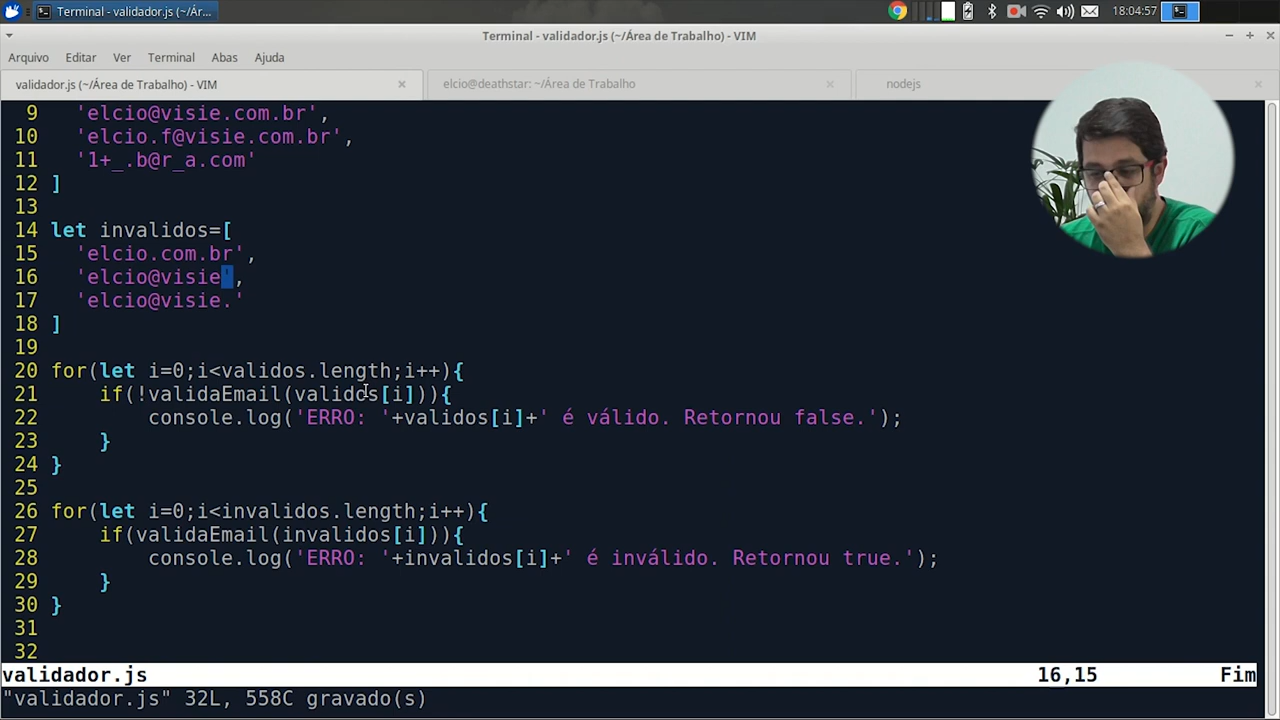 Terminal - validador.js (~/Ár...
18:04:57
Terminal - validador.js (~/Área de Trabalho) - VIM
Arquivo Editar Ver Terminal Abas Ajuda
validador.js (~/Área de Trabalho) - VIM
elcio@deathstar: ~/Área de Trabalho
nodejs
9 'elcio@visie.com.br',
10 'elcio.f@visie.com.br',
11 '1+_.b@r_a.com'
12 ]
13
14 let invalidos=[
15 'elcio.com.br',
16 'elcio@visie',
17 'elcio@visie.'
18 ]
19
20 for(let i=0;i<validos.length;i++){
21 if(!validaEmail(validos[i])){
22 console.log('ERRO: '+validos[i]+' é válido. Retornou false.');
23 }
24 }
25
26 for(let i=0;i<invalidos.length;i++){
27 if(validaEmail(invalidos[i])){
28 console.log('ERRO: '+invalidos[i]+' é inválido. Retornou true.');
29 }
30 }
31
32
validador.js 16,15 Fim
"validador.js" 32L, 558C gravado(s)